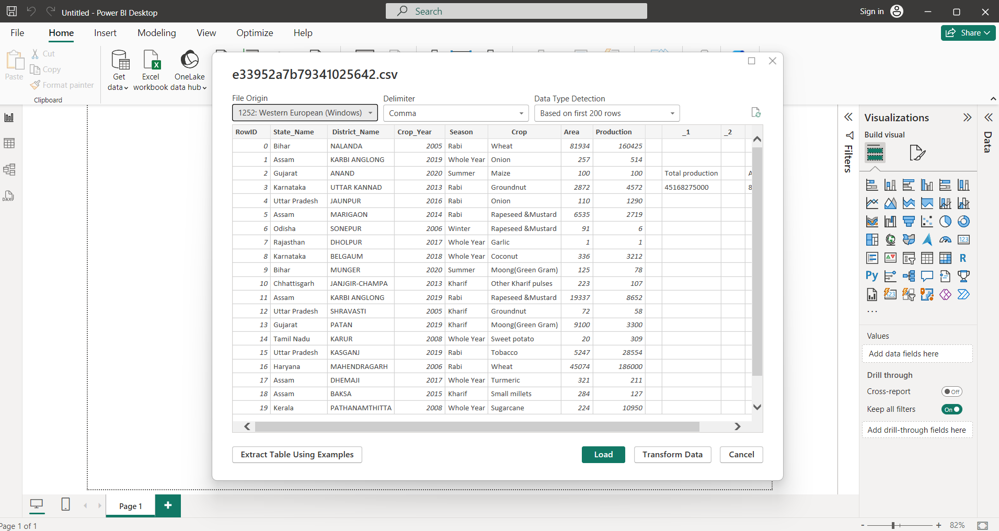 Untitled - Power BI Desktop
Search
Sign in
File Home Insert Modeling View Optimize Help
Share
Paste
Cut
Copy
Format painter
Clipboard
Get data
Excel workbook
OneLake data hub
e33952a7b79341025642.csv
File Origin Delimiter Data Type Detection
1252: Western European (Windows) Comma Based on first 200 rows
RowID State_Name District_Name Crop_Year Season Crop Area Production _1 _2
0 Bihar NALANDA 2005 Rabi Wheat 81934 160425
1 Assam KARBI ANGLONG 2019 Whole Year Onion 257 514
2 Gujarat ANAND 2020 Summer Maize 100 100 Total production A
3 Karnataka UTTAR KANNAD 2013 Rabi Groundnut 2872 4572 45168275000 8
4 Uttar Pradesh JAUNPUR 2016 Rabi Onion 110 1290
5 Assam MARIGAON 2014 Rabi Rapeseed &Mustard 6535 2719
6 Odisha SONEPUR 2006 Winter Rapeseed &Mustard 91 6
7 Rajasthan DHOLPUR 2017 Whole Year Garlic 1 1
8 Karnataka BELGAUM 2018 Whole Year Coconut 336 3212
9 Bihar MUNGER 2020 Summer Moong(Green Gram) 125 78
10 Chhattisgarh JANJGIR-CHAMPA 2013 Kharif Other Kharif pulses 223 107
11 Assam KARBI ANGLONG 2019 Rabi Rapeseed &Mustard 19337 8652
12 Uttar Pradesh SHRAVASTI 2005 Kharif Groundnut 72 58
13 Gujarat PATAN 2019 Kharif Moong(Green Gram) 9100 3300
14 Tamil Nadu KARUR 2008 Whole Year Sweet potato 20 309
15 Uttar Pradesh KASGANJ 2019 Rabi Tobacco 5247 28554
16 Haryana MAHENDRAGARH 2006 Rabi Wheat 45074 186000
17 Assam DHEMAJI 2017 Whole Year Turmeric 321 211
18 Assam BAKSA 2015 Kharif Small millets 284 127
19 Kerala PATHANAMTHITTA 2008 Whole Year Sugarcane 224 10950
Extract Table Using Examples Load Transform Data Cancel
Filters
Visualizations
Build visual
123
R
Py
123
...
Values
Add data fields here
Drill through
Cross-report Off
Keep all filters On
Add drill-through fields here
Data
DAX
Page 1 +
Page 1 of 1
- + 82%